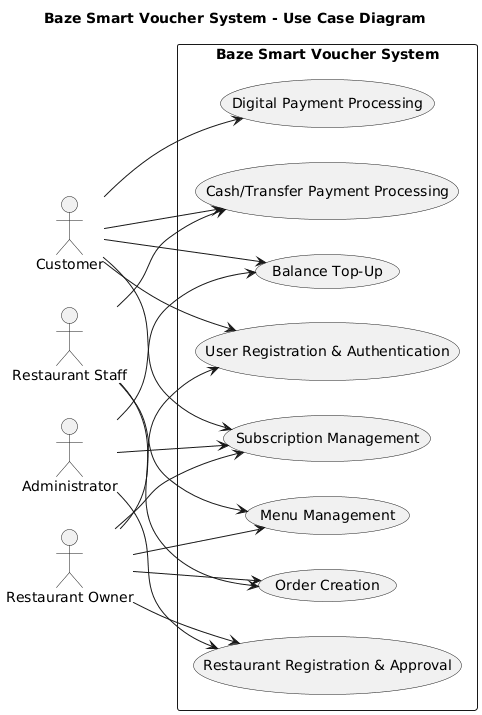 Baze Smart Voucher System - Use Case Diagram
Baze Smart Voucher System
Digital Payment Processing
Cash/Transfer Payment Processing
Customer
Balance Top-Up
User Registration & Authentication
Restaurant Staff
Subscription Management
Administrator
Menu Management
Order Creation
Restaurant Owner
Restaurant Registration & Approval